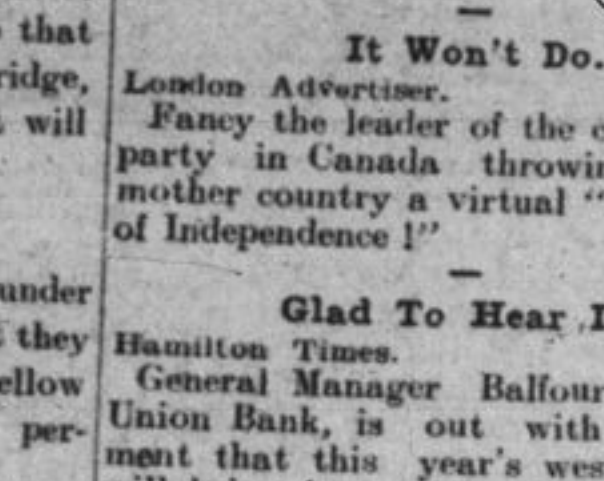 that
ridge,
will
under
they
ellow
per-
It Won't Do.
London Advertiser.
Fancy the leader of the
party in Canada throwin
mother country a virtual "
of Independence !"
Glad To Hear I
Hamilton Times.
General Manager Balfour
Union Bank, is out with
ment that this year's wes